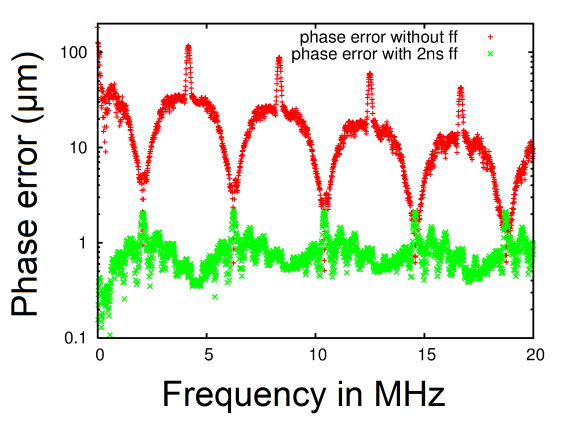 phase error without ff
phase error with 2ns ff
Phase error (μm)
100
10
1
0.1
0 5 10 15 20
Frequency in MHz